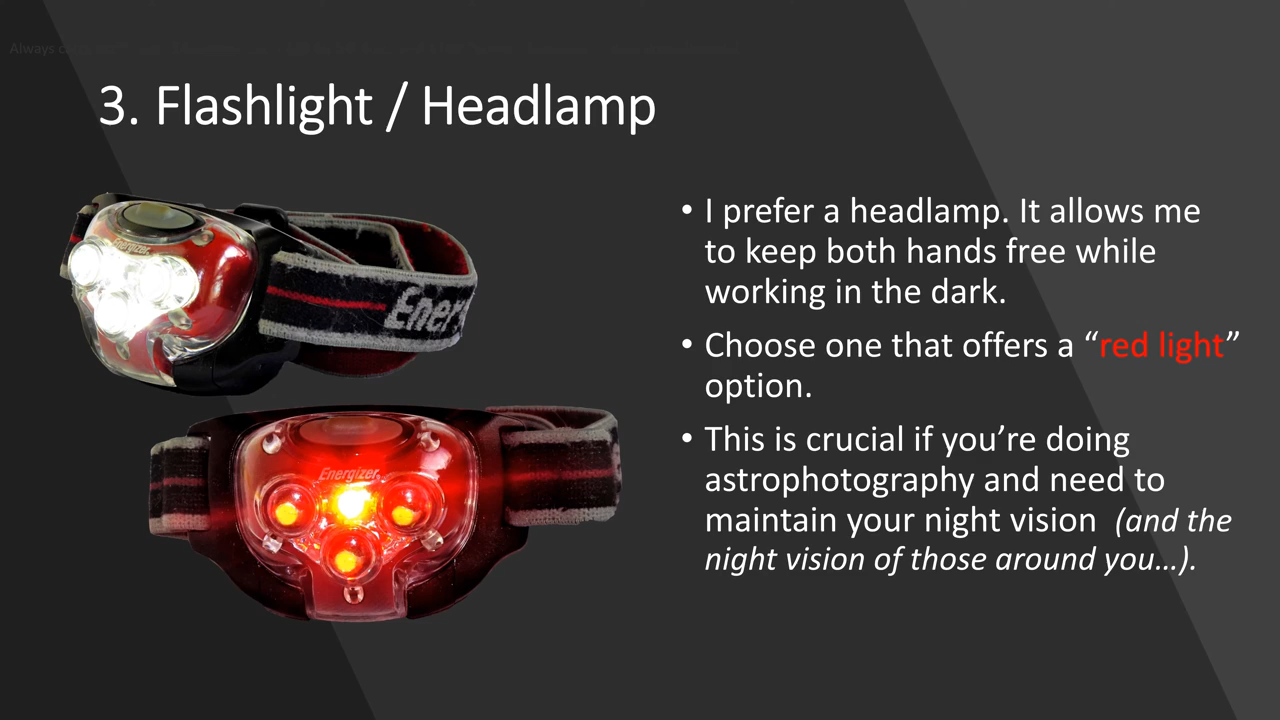 Always
3. Flashlight / Headlamp
Energizer
Ener
Energizer
• I prefer a headlamp. It allows me
to keep both hands free while
working in the dark.
• Choose one that offers a “red light”
option.
• This is crucial if you’re doing
astrophotography and need to
maintain your night vision (and the
night vision of those around you…).